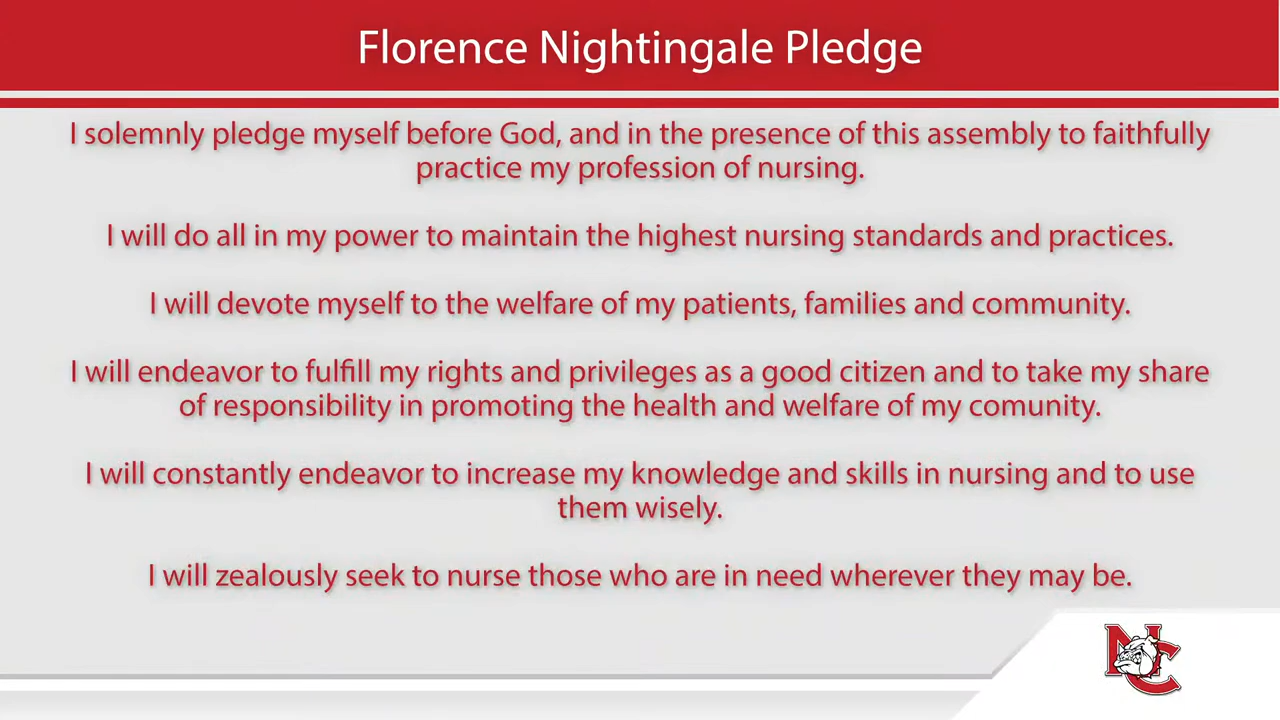 Florence Nightingale Pledge
I solemnly pledge myself before God, and in the presence of this assembly to faithfully
practice my profession of nursing.
I will do all in my power to maintain the highest nursing standards and practices.
I will devote myself to the welfare of my patients, families and community.
I will endeavor to fulfill my rights and privileges as a good citizen and to take my share
of responsibility in promoting the health and welfare of my comunity.
I will constantly endeavor to increase my knowledge and skills in nursing and to use
them wisely.
I will zealously seek to nurse those who are in need wherever they may be.
NC